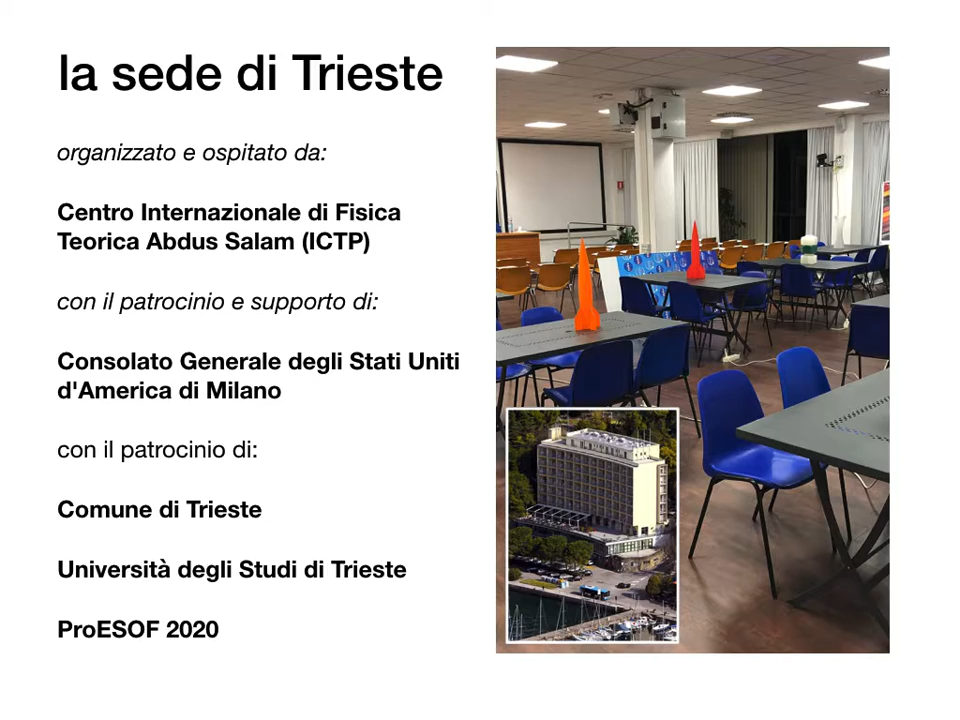 la sede di Trieste
organizzato e ospitato da:
Centro Internazionale di Fisica
Teorica Abdus Salam (ICTP)
con il patrocinio e supporto di:
Consolato Generale degli Stati Uniti
d'America di Milano
con il patrocinio di:
Comune di Trieste
Università degli Studi di Trieste
ProESOF 2020